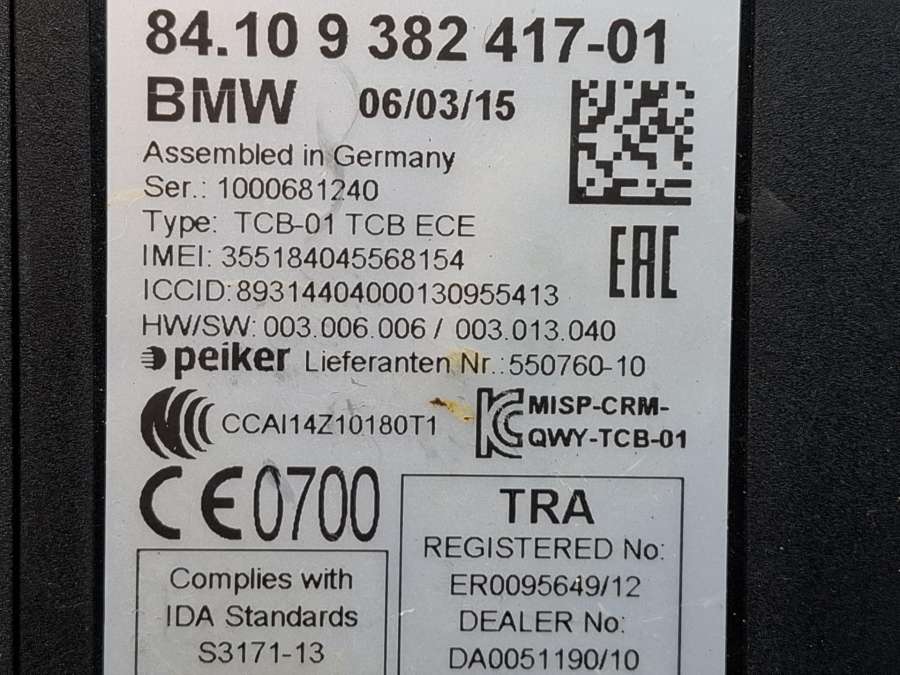 84.10 9 382 417-01
BMW 06/03/15
Assembled in Germany
Ser.: 1000681240
Type: TCB-01 TCB ECE
IMEI: 355184045568154
EAC
ICCID: 89314404000130955413
HW/SW: 003.006.006 / 003.013.040
peiker Lieferanten Nr.: 550760-10
CCAI14Z10180T1
KC MISP-CRM-
QWY-TCB-01
CE0700
TRA
REGISTERED No:
ER0095649/12
DEALER No:
DA0051190/10
Complies with
IDA Standards
S3171-13